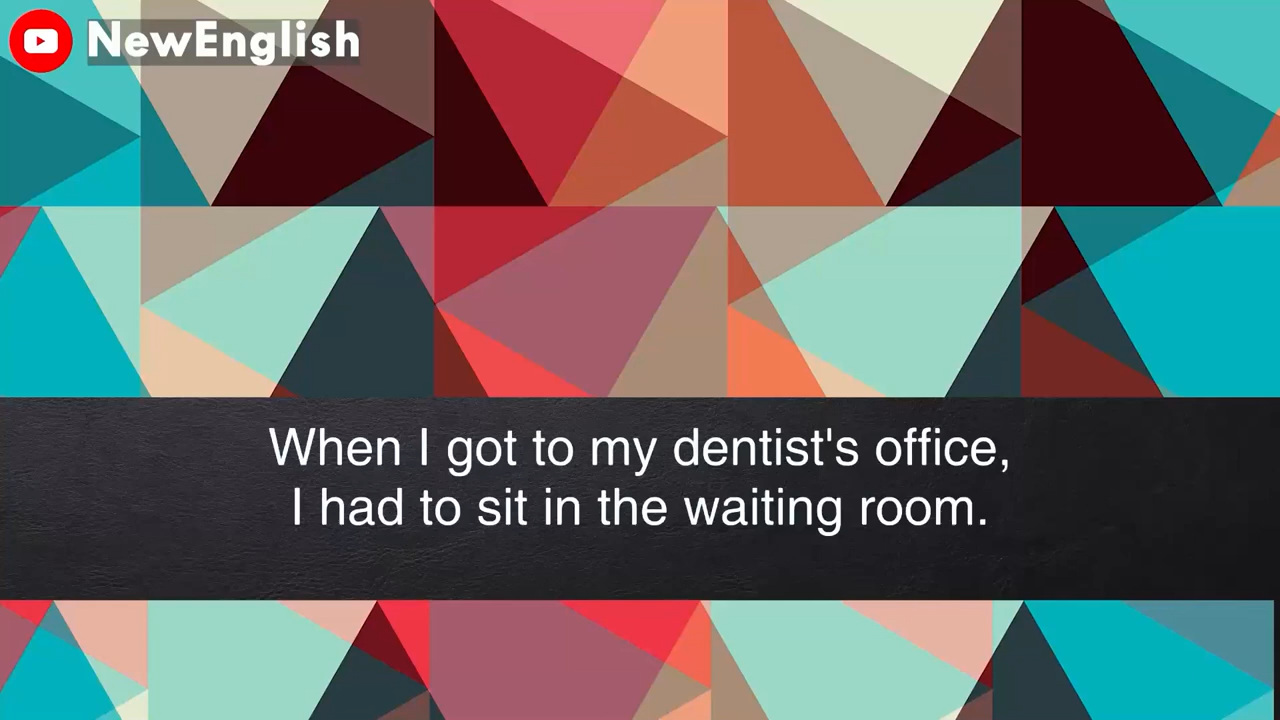 NewEnglish
When I got to my dentist's office,
I had to sit in the waiting room.